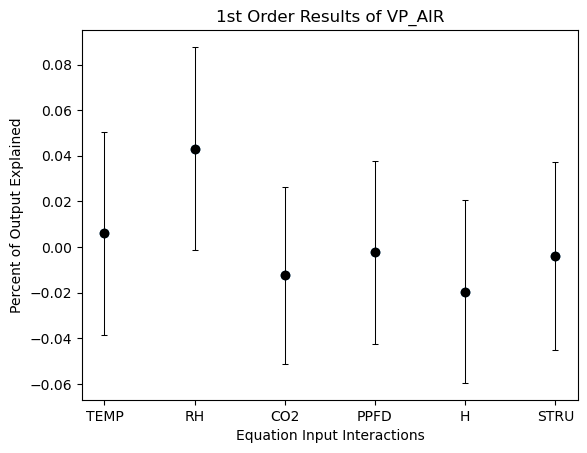 1st Order Results of VP_AIR
Percent of Output Explained
0.08
0.06
0.04
0.02
0.00
−0.02
−0.04
−0.06
TEMP RH CO2 PPFD H STRU
Equation Input Interactions